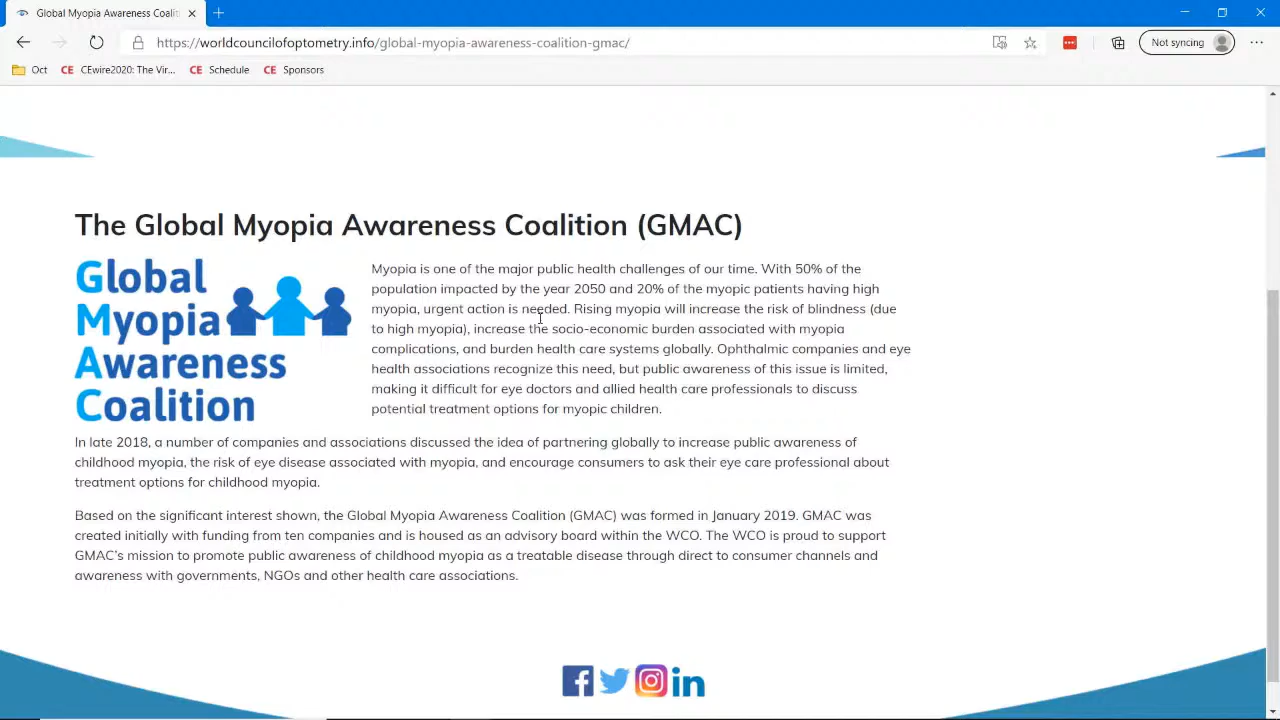 Global Myopia Awareness Coaliti
https://worldcouncilofoptometry.info/global-myopia-awareness-coalition-gmac/
Not syncing
Oct CE CEwire2020: The Vir... CE Schedule CE Sponsors
The Global Myopia Awareness Coalition (GMAC)
Global
Myopia
Awareness
Coalition
Myopia is one of the major public health challenges of our time. With 50% of the
population impacted by the year 2050 and 20% of the myopic patients having high
myopia, urgent action is needed. Rising myopia will increase the risk of blindness (due
to high myopia), increase the socio-economic burden associated with myopia
complications, and burden health care systems globally. Ophthalmic companies and eye
health associations recognize this need, but public awareness of this issue is limited,
making it difficult for eye doctors and allied health care professionals to discuss
potential treatment options for myopic children.
In late 2018, a number of companies and associations discussed the idea of partnering globally to increase public awareness of
childhood myopia, the risk of eye disease associated with myopia, and encourage consumers to ask their eye care professional about
treatment options for childhood myopia.
Based on the significant interest shown, the Global Myopia Awareness Coalition (GMAC) was formed in January 2019. GMAC was
created initially with funding from ten companies and is housed as an advisory board within the WCO. The WCO is proud to support
GMAC's mission to promote public awareness of childhood myopia as a treatable disease through direct to consumer channels and
awareness with governments, NGOs and other health care associations.
f in